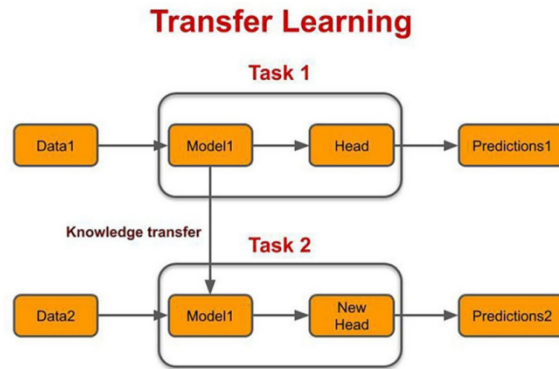 Transfer Learning
Task 1
Data1
Model1
Head
Predictions1
Knowledge transfer
Task 2
Data2
Model1
New
Head
Predictions2